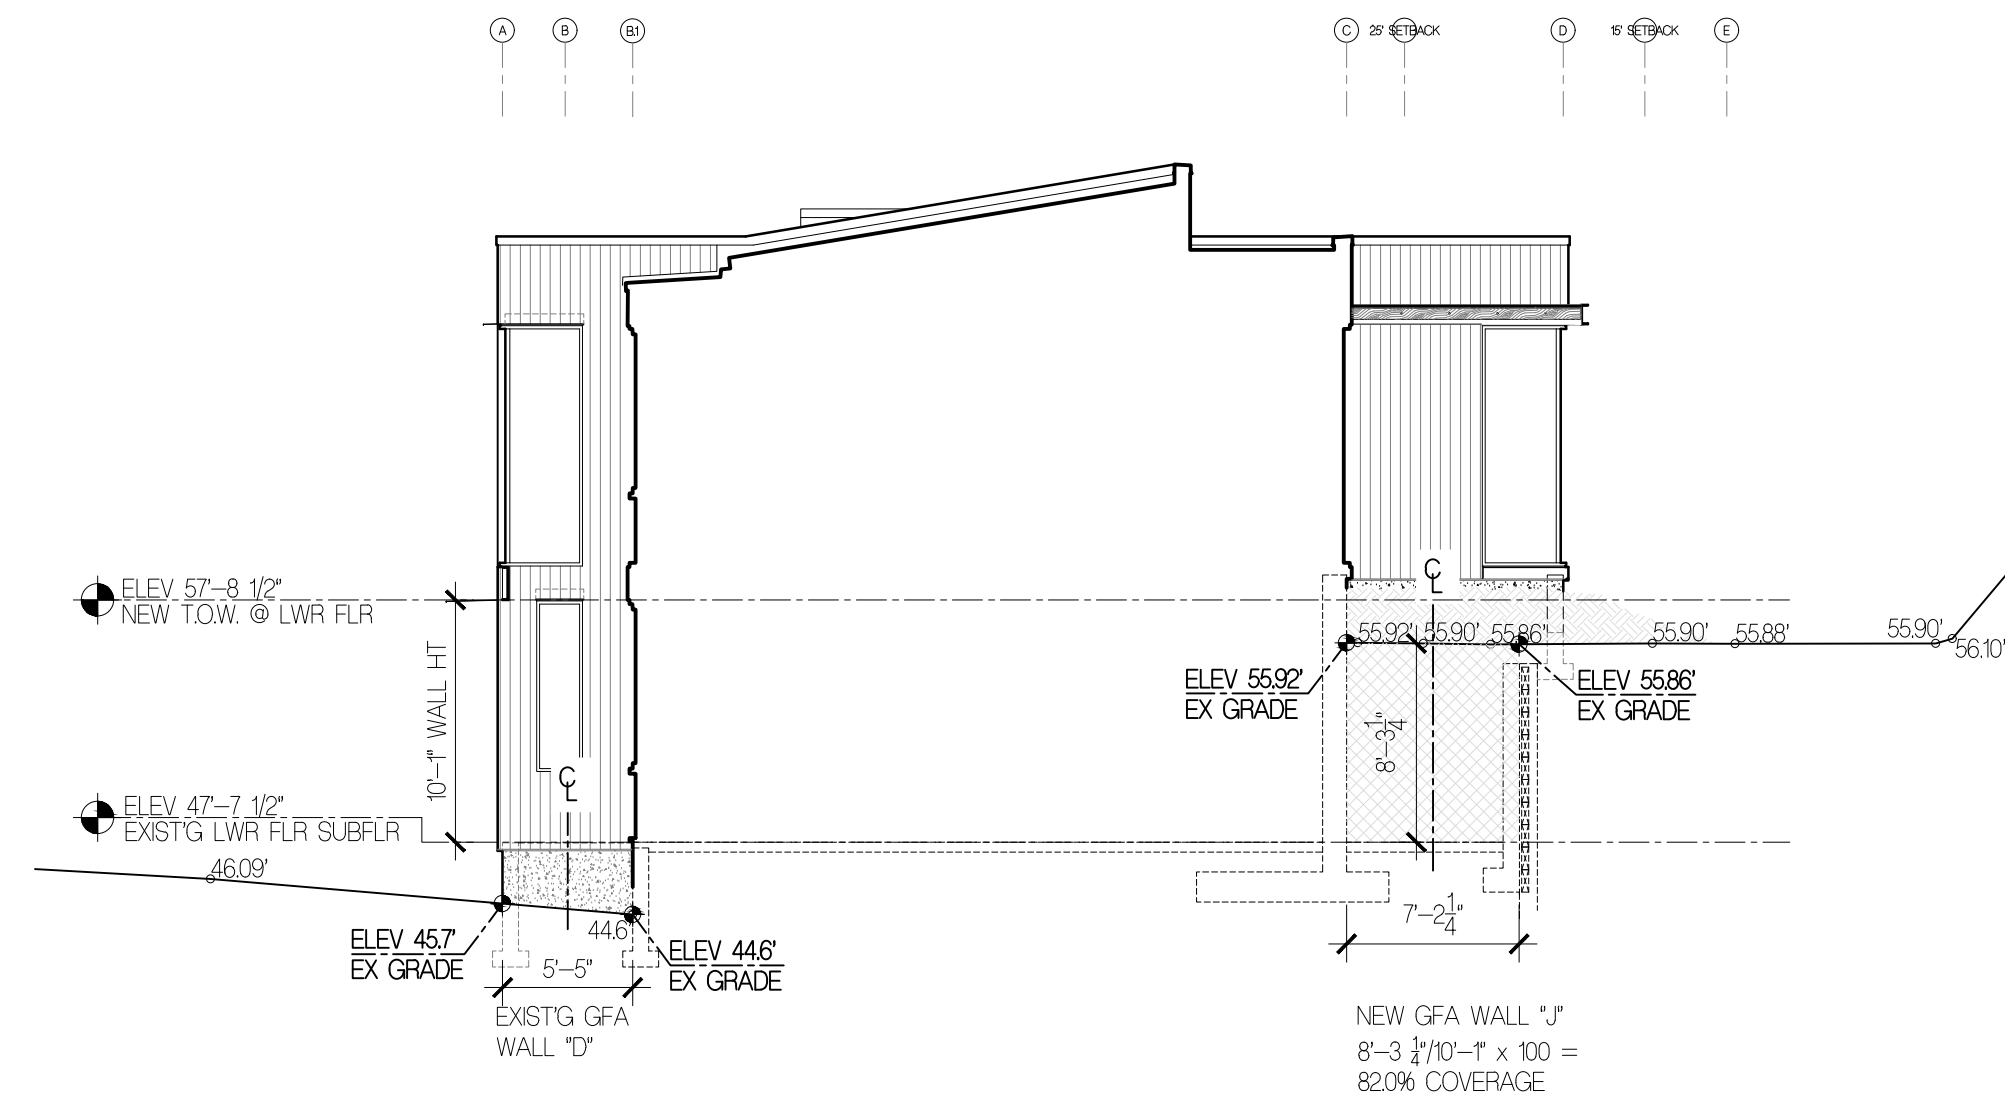 A
B
B.1
C
25' SETBACK
D
15' SETBACK
E
ELEV 57'-8 1/2"
NEW T.O.W. @ LWR FLR
10'-1" WALL HT
C
L
55.92'
55.90'
55.86'
55.90'
55.88'
55.90'
56.10'
ELEV 55.92'
EX GRADE
ELEV 55.86'
EX GRADE
8'-3 1/4"
C
L
ELEV 47'-7 1/2"
EXIST'G LWR FLR SUBFLR
46.09'
44.6'
ELEV 45.7'
EX GRADE
ELEV 44.6'
EX GRADE
5'-5"
7'-2 1/4"
EXIST'G GFA
WALL "D"
NEW GFA WALL "J"
8'-3 1/4"/10'-1" x 100 =
82.0% COVERAGE